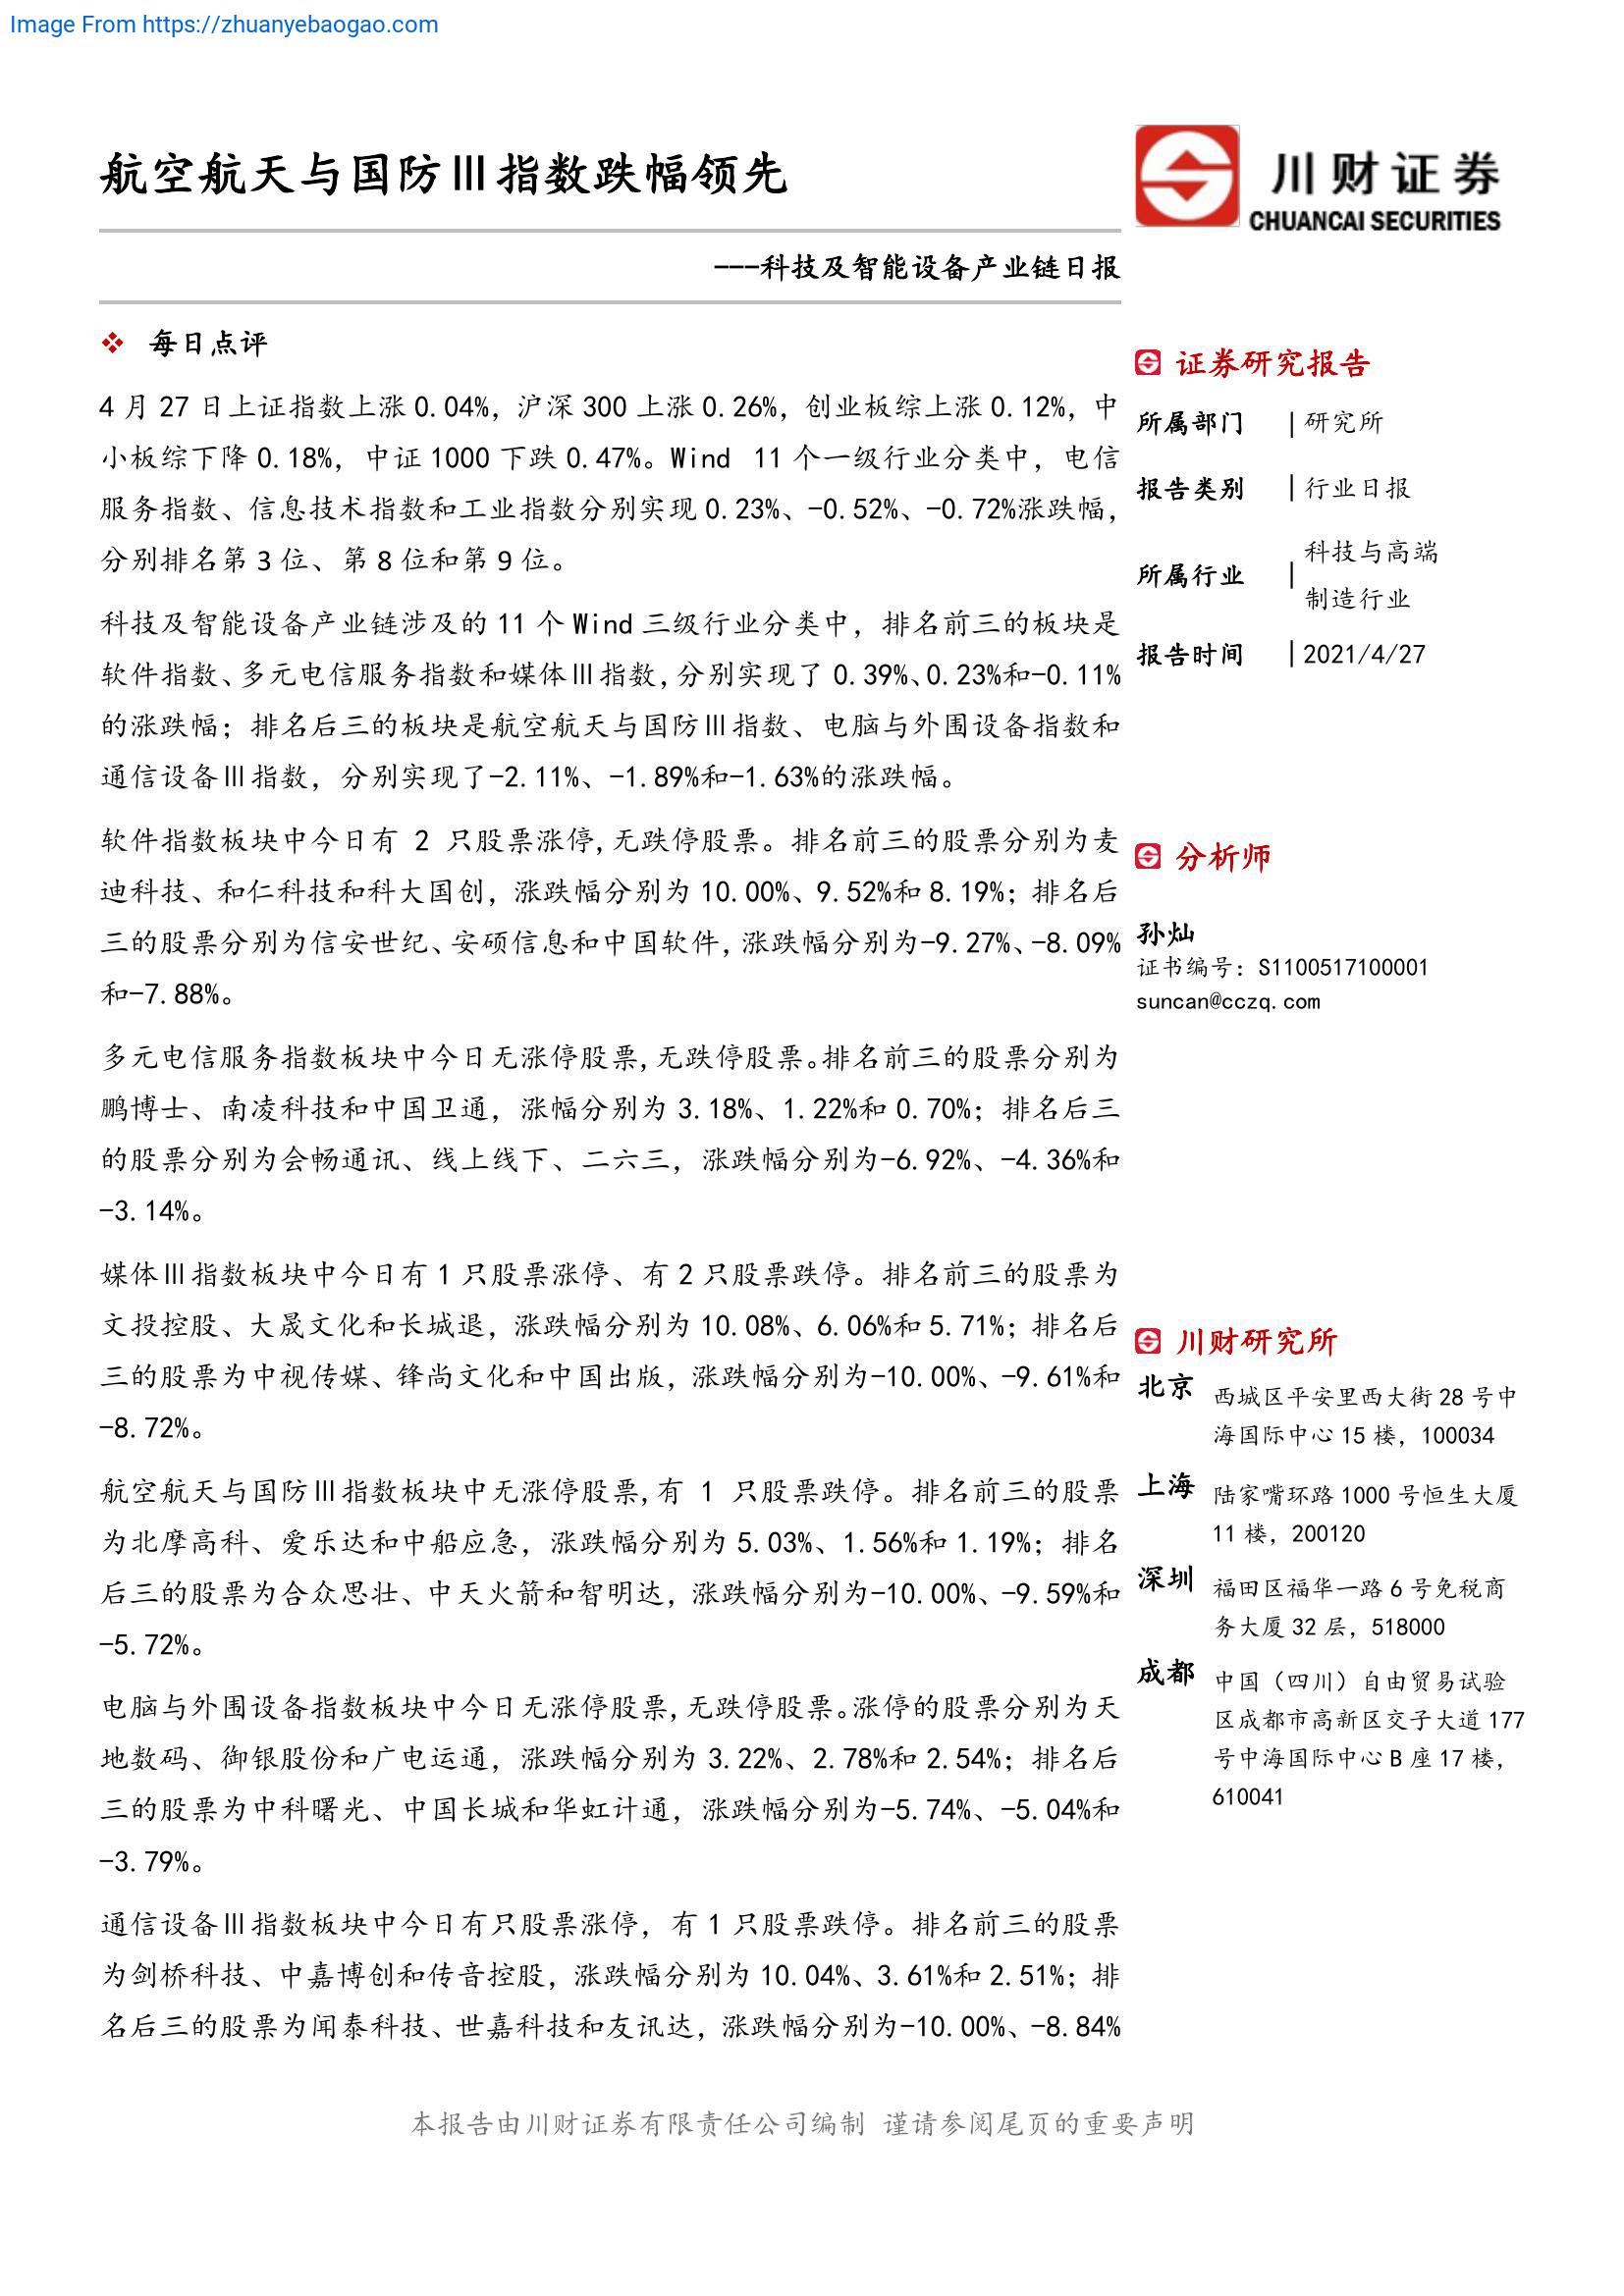 Image From https://zhuanyebaogao.com
航空航天与国防Ⅲ指数跌幅领先
川财证券
CHUANCAI SECURITIES
---科技及智能设备产业链日报
❖ 每日点评
4 月 27 日上证指数上涨 0.04%，沪深 300 上涨 0.26%，创业板综上涨 0.12%，中
小板综下降 0.18%，中证 1000 下跌 0.47%。Wind 11 个一级行业分类中，电信
服务指数、信息技术指数和工业指数分别实现 0.23%、-0.52%、-0.72%涨跌幅，
分别排名第 3 位、第 8 位和第 9 位。
科技及智能设备产业链涉及的 11 个 Wind 三级行业分类中，排名前三的板块是
软件指数、多元电信服务指数和媒体Ⅲ指数,分别实现了 0.39%、0.23%和-0.11%
的涨跌幅；排名后三的板块是航空航天与国防Ⅲ指数、电脑与外围设备指数和
通信设备Ⅲ指数，分别实现了-2.11%、-1.89%和-1.63%的涨跌幅。
软件指数板块中今日有 2 只股票涨停,无跌停股票。排名前三的股票分别为麦
迪科技、和仁科技和科大国创，涨跌幅分别为 10.00%、9.52%和 8.19%；排名后
三的股票分别为信安世纪、安硕信息和中国软件,涨跌幅分别为-9.27%、-8.09%
和-7.88%。
多元电信服务指数板块中今日无涨停股票,无跌停股票。排名前三的股票分别为
鹏博士、南凌科技和中国卫通，涨幅分别为 3.18%、1.22%和 0.70%；排名后三
的股票分别为会畅通讯、线上线下、二六三，涨跌幅分别为-6.92%、-4.36%和
-3.14%。
媒体Ⅲ指数板块中今日有 1 只股票涨停、有 2 只股票跌停。排名前三的股票为
文投控股、大晟文化和长城退，涨跌幅分别为 10.08%、6.06%和 5.71%；排名后
三的股票为中视传媒、锋尚文化和中国出版，涨跌幅分别为-10.00%、-9.61%和
-8.72%。
航空航天与国防Ⅲ指数板块中无涨停股票,有 1 只股票跌停。排名前三的股票
为北摩高科、爱乐达和中船应急，涨跌幅分别为 5.03%、1.56%和 1.19%；排名
后三的股票为合众思壮、中天火箭和智明达，涨跌幅分别为-10.00%、-9.59%和
-5.72%。
电脑与外围设备指数板块中今日无涨停股票,无跌停股票。涨停的股票分别为天
地数码、御银股份和广电运通，涨跌幅分别为 3.22%、2.78%和 2.54%；排名后
三的股票为中科曙光、中国长城和华虹计通，涨跌幅分别为-5.74%、-5.04%和
-3.79%。
通信设备Ⅲ指数板块中今日有只股票涨停，有 1 只股票跌停。排名前三的股票
为剑桥科技、中嘉博创和传音控股，涨跌幅分别为 10.04%、3.61%和 2.51%；排
名后三的股票为闻泰科技、世嘉科技和友讯达，涨跌幅分别为-10.00%、-8.84%
证券研究报告
所属部门 | 研究所
报告类别 | 行业日报
所属行业 | 科技与高端
制造行业
报告时间 | 2021/4/27
分析师
孙灿
证书编号：S1100517100001
suncan@cczq.com
川财研究所
北京 西城区平安里西大街 28 号中
海国际中心 15 楼，100034
上海 陆家嘴环路 1000 号恒生大厦
11 楼，200120
深圳 福田区福华一路 6 号免税商
务大厦 32 层，518000
成都 中国（四川）自由贸易试验
区成都市高新区交子大道 177
号中海国际中心 B 座 17 楼，
610041
本报告由川财证券有限责任公司编制 谨请参阅尾页的重要声明